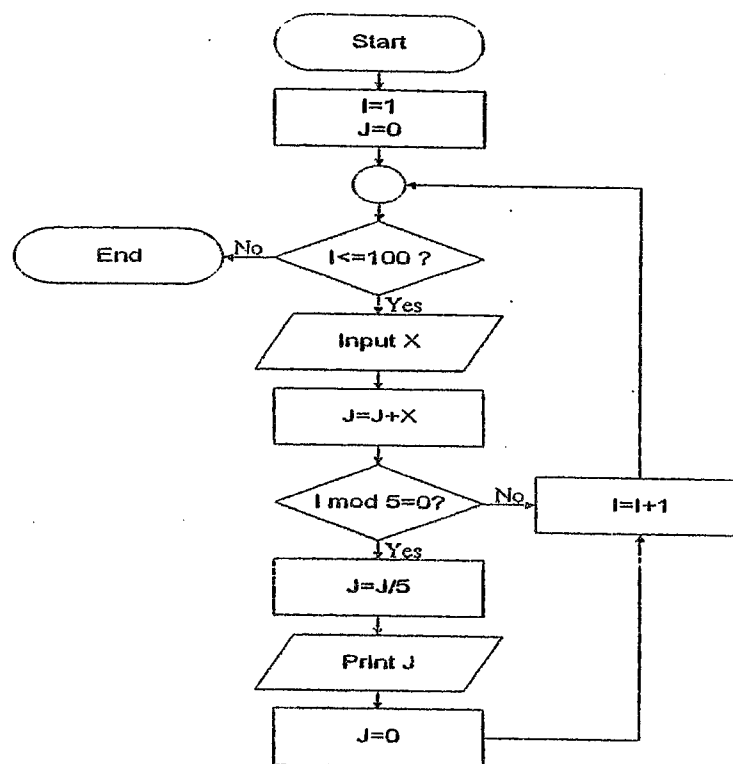 Start
I=1
J=0
End
No
I<=100 ?
Yes
Input X
J=J+X
I mod 5=0?
No
I=I+1
Yes
J=J/5
Print J
J=0